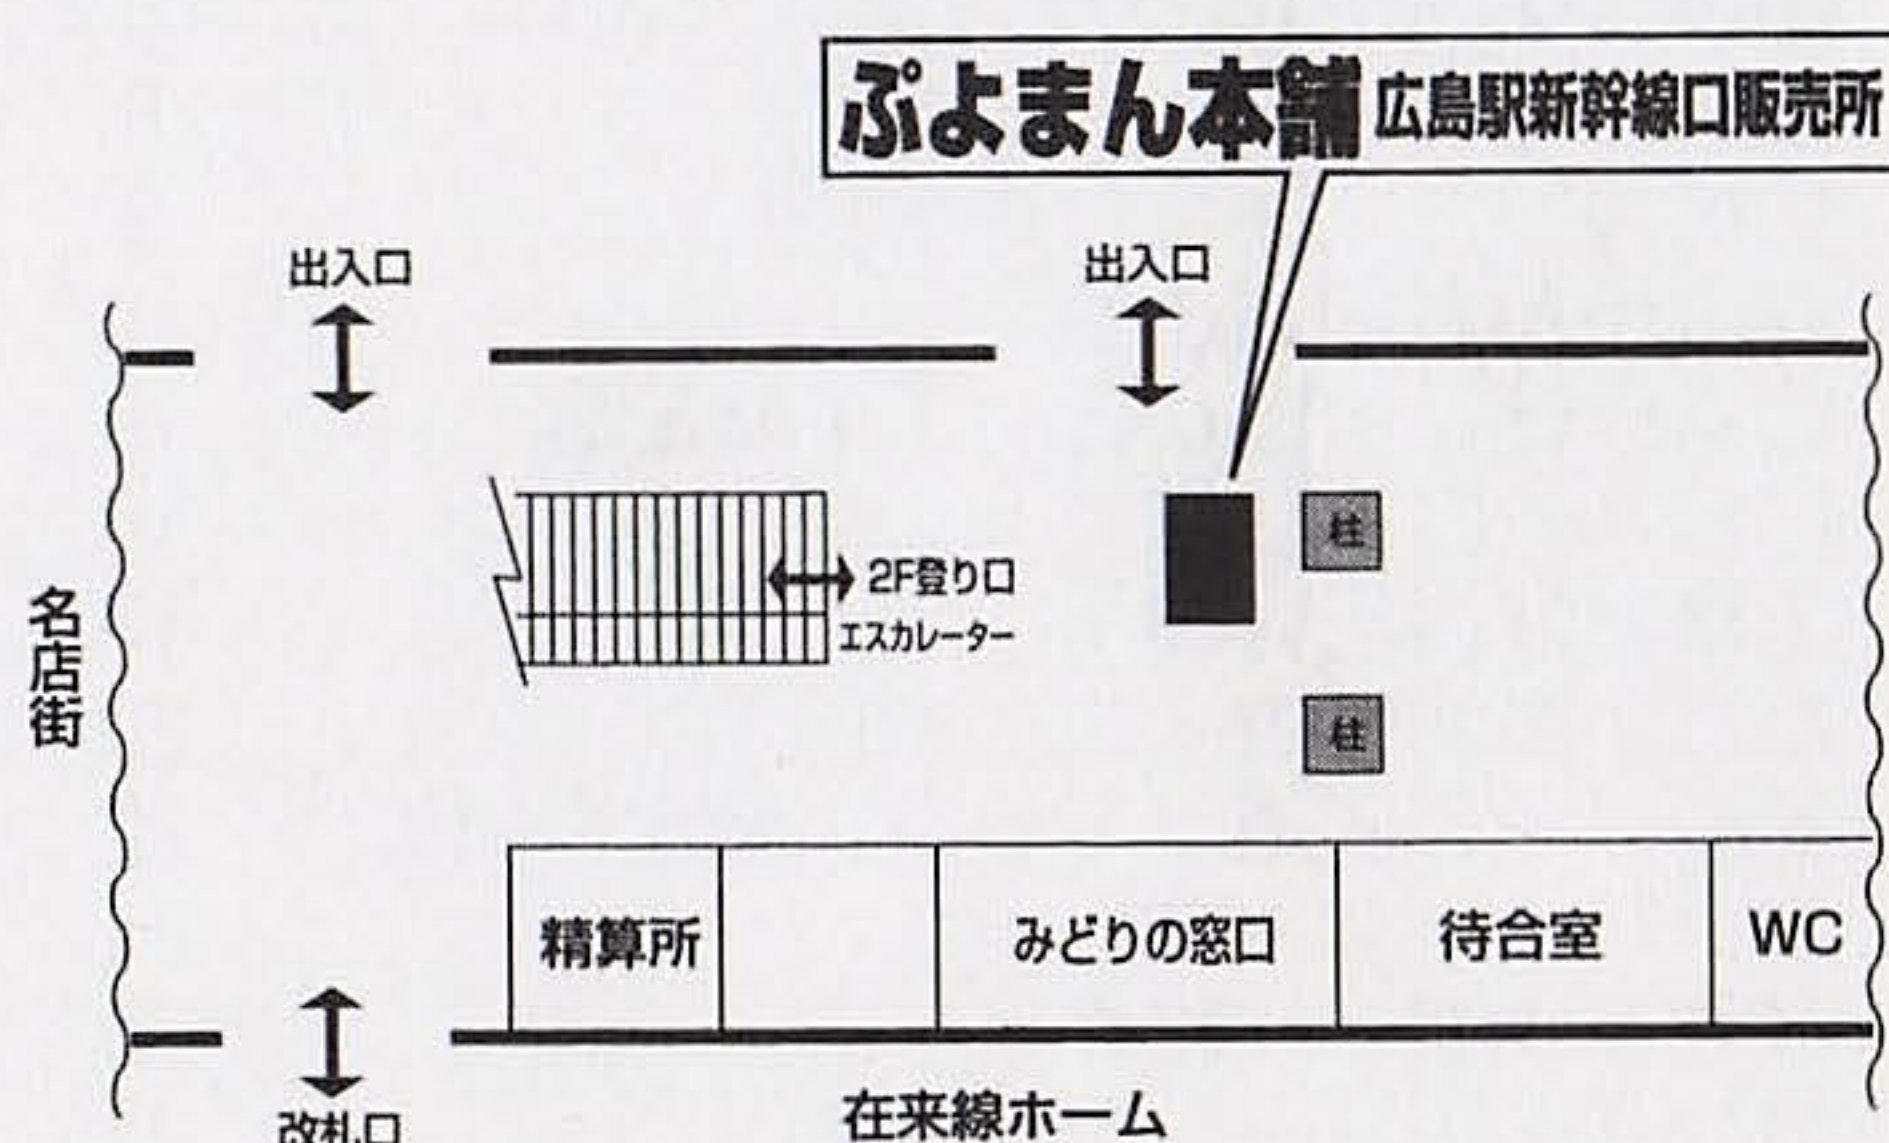 ぷよまん本舗 広島駅新幹線口販売所
出入口
出入口
柱
2F登り口
エスカレーター
名店街
柱
精算所
みどりの窓口
待合室
WC
改札口
在来線ホーム